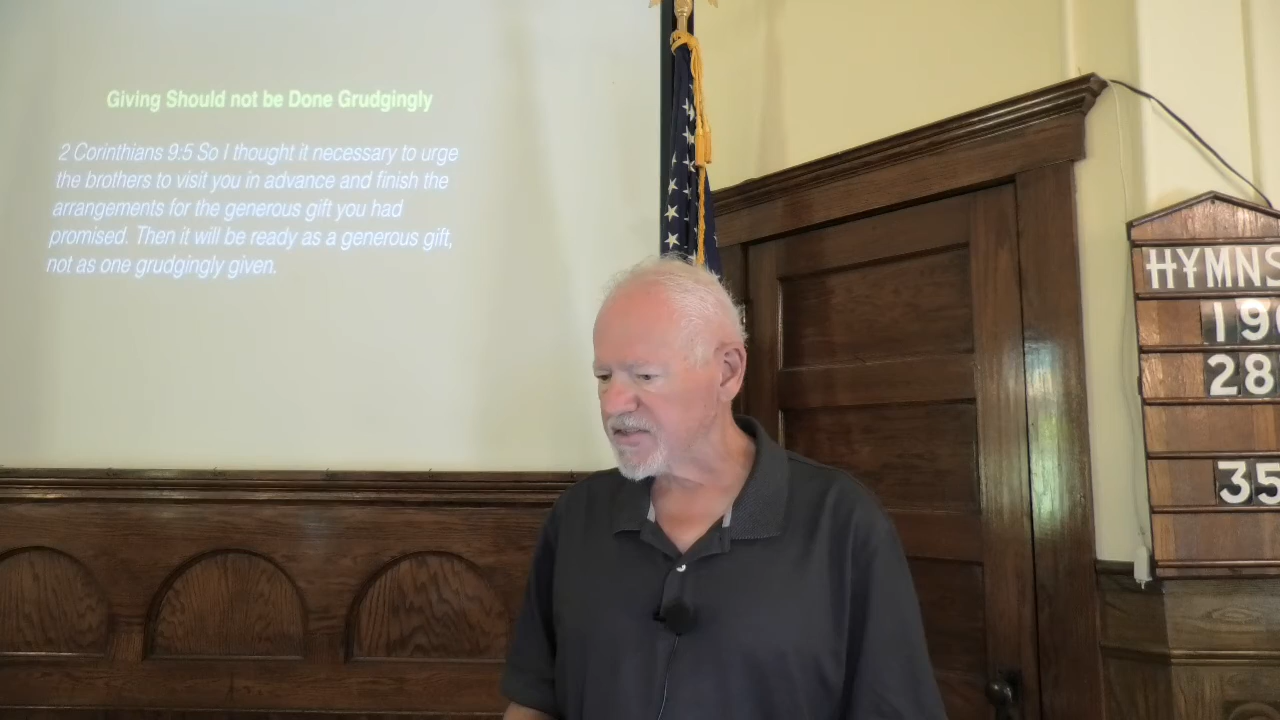 Giving Should not be Done Grudgingly
2 Corinthians 9:5 So I thought it necessary to urge
the brothers to visit you in advance and finish the
arrangements for the generous gift you had
promised. Then it will be ready as a generous gift,
not as one grudgingly given.
HYMNS
28
35